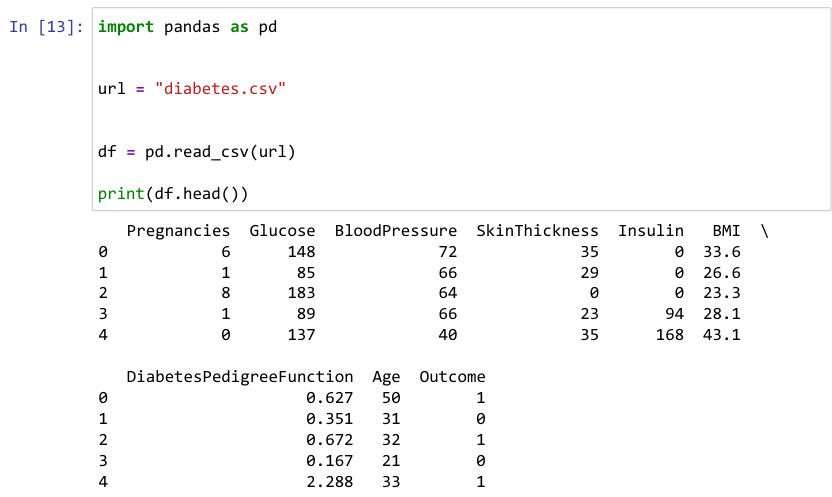 In [13]: import pandas as pd
url = "diabetes.csv"
df = pd.read_csv(url)
print(df.head())
   Pregnancies  Glucose  BloodPressure  SkinThickness  Insulin   BMI  \
0            6      148             72             35        0  33.6
1            1       85             66             29        0  26.6
2            8      183             64              0        0  23.3
3            1       89             66             23       94  28.1
4            0      137             40             35      168  43.1
   DiabetesPedigreeFunction  Age  Outcome
0                     0.627   50        1
1                     0.351   31        0
2                     0.672   32        1
3                     0.167   21        0
4                     2.288   33        1